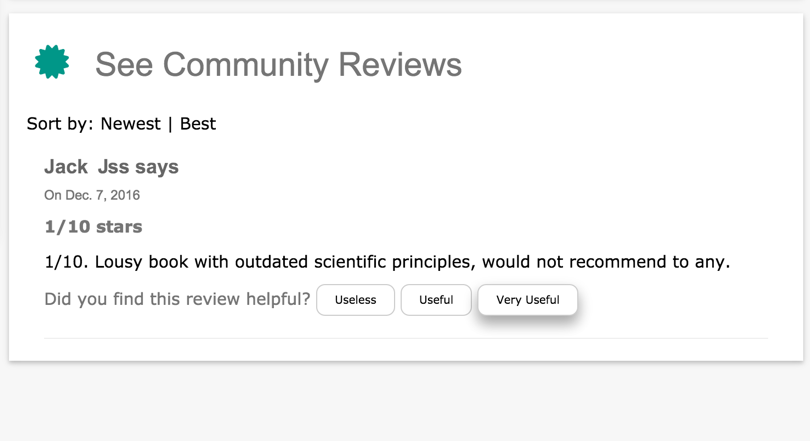 See Community Reviews
Sort by: Newest | Best
Jack Jss says
On Dec. 7, 2016
1/10 stars
1/10. Lousy book with outdated scientific principles, would not recommend to any.
Did you find this review helpful? Useless Useful Very Useful